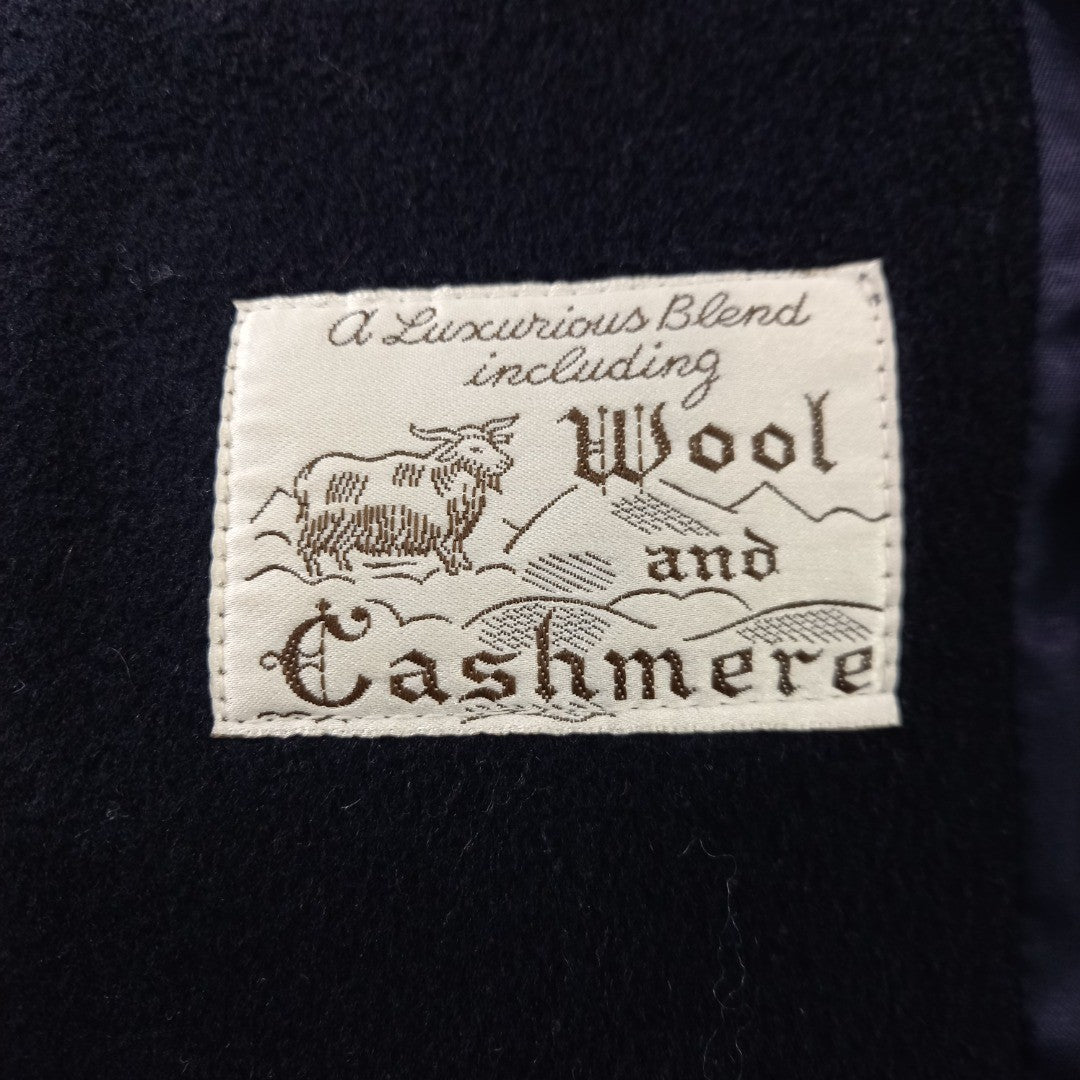 a Luxurious Blend
including
Wool
and
Cashmere